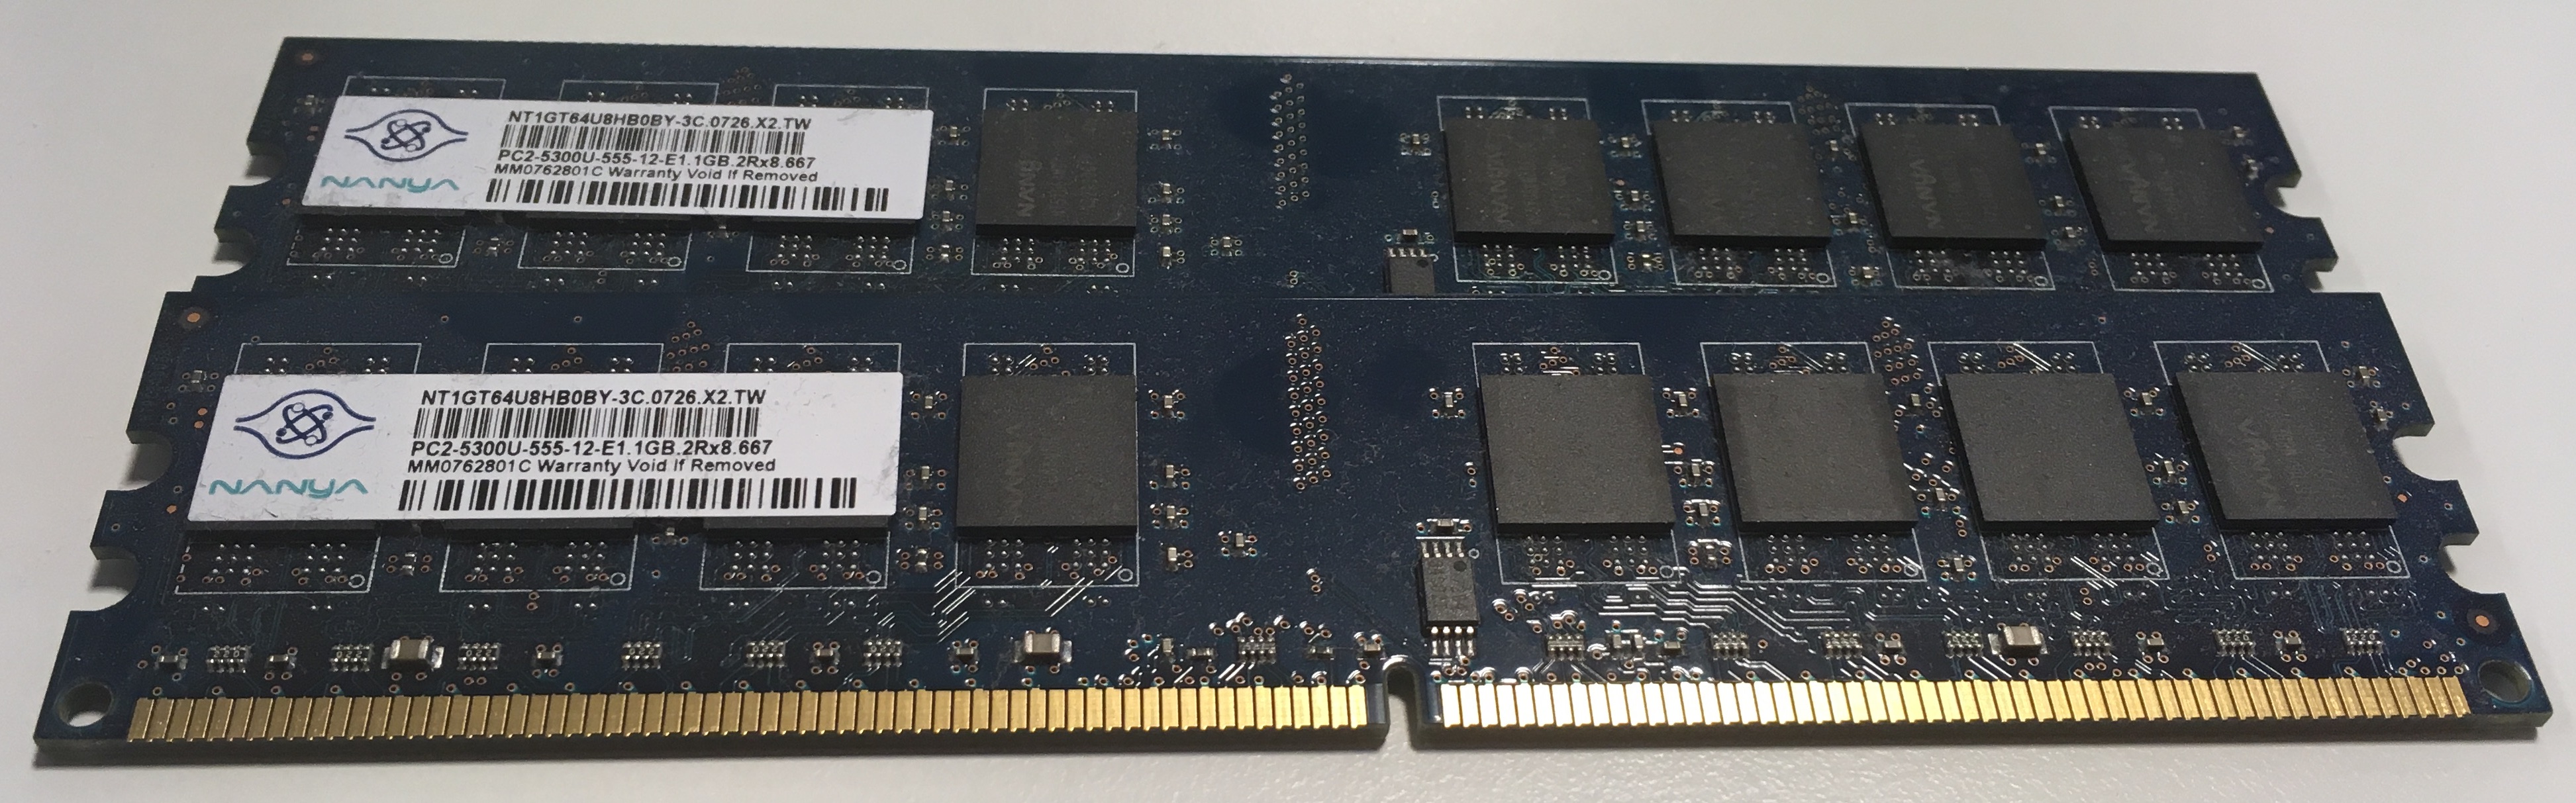 NT1GT64U8HB0BY-3C.0726.X2.TW
PC2-5300U-555-12-E1.1GB.2Rx8.667
MM0762801C Warranty Void If Removed
NANYA
NANYA
NANYA
NANYA
NANYA
NT1GT64U8HB0BY-3C.0726.X2.TW
PC2-5300U-555-12-E1.1GB.2Rx8.667
MM0762801C Warranty Void If Removed
NANYA
NANYA
NANYA